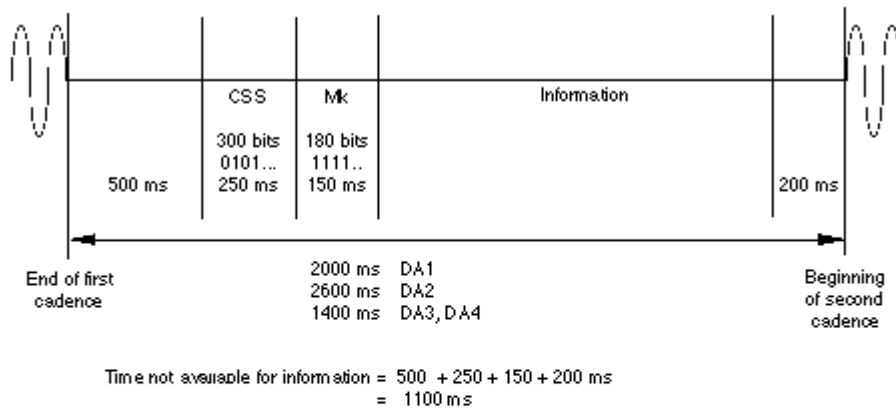 CSS
Mk
Information
300 bits
0101...
250 ms
180 bits
1111..
150 ms
500 ms
200 ms
End of first
cadence
2000 ms DA1
2600 ms DA2
1400 ms DA3, DA4
Beginning
of second
cadence
Time not available for information = 500 + 250 + 150 + 200 ms
= 1100 ms